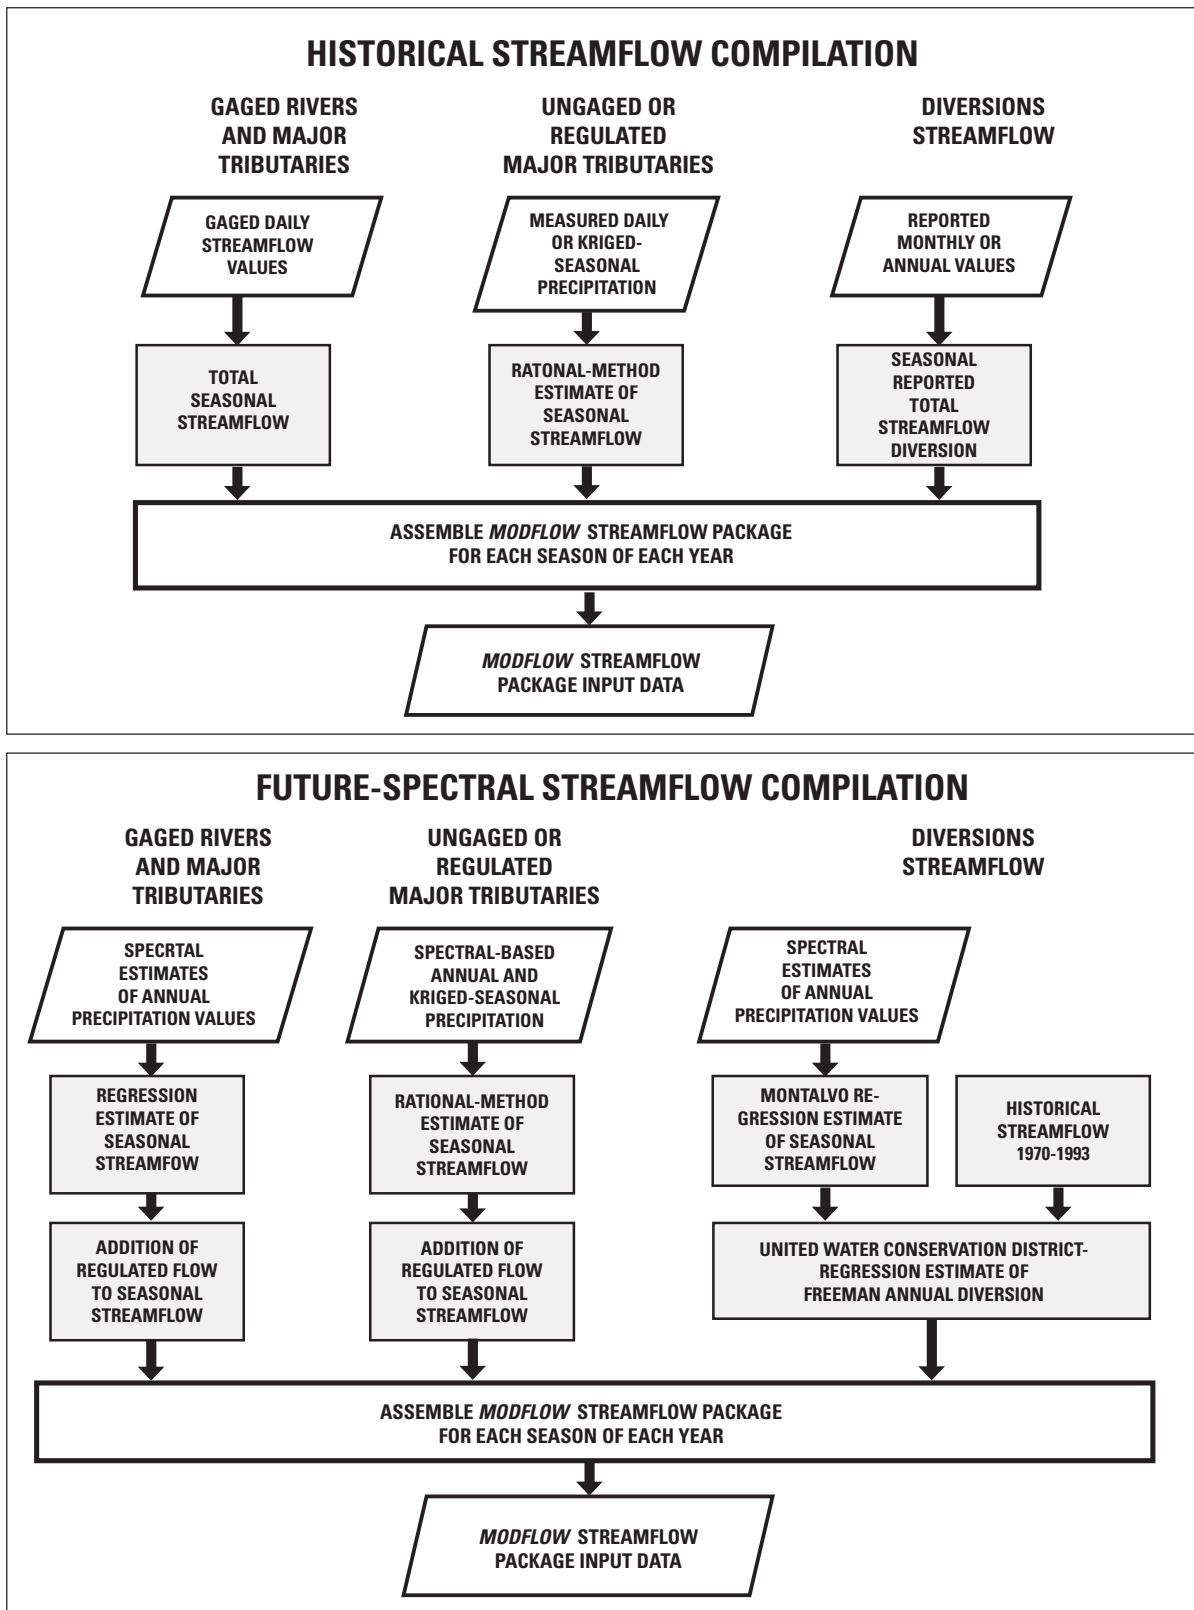 HISTORICAL STREAMFLOW COMPILATION
GAGED RIVERS
AND MAJOR
TRIBUTARIES
UNGAGED OR
REGULATED
MAJOR TRIBUTARIES
DIVERSIONS
STREAMFLOW
GAGED DAILY
STREAMFLOW
VALUES
MEASURED DAILY
OR KRIGED-
SEASONAL
PRECIPITATION
REPORTED
MONTHLY OR
ANNUAL VALUES
TOTAL
SEASONAL
STREAMFLOW
RATONAL-METHOD
ESTIMATE OF
SEASONAL
STREAMFLOW
SEASONAL
REPORTED
TOTAL
STREAMFLOW
DIVERSION
ASSEMBLE MODFLOW STREAMFLOW PACKAGE
FOR EACH SEASON OF EACH YEAR
MODFLOW STREAMFLOW
PACKAGE INPUT DATA
FUTURE-SPECTRAL STREAMFLOW COMPILATION
GAGED RIVERS
AND MAJOR
TRIBUTARIES
UNGAGED OR
REGULATED
MAJOR TRIBUTARIES
DIVERSIONS
STREAMFLOW
SPECRTAL
ESTIMATES
OF ANNUAL
PRECIPITATION VALUES
SPECTRAL-BASED
ANNUAL AND
KRIGED-SEASONAL
PRECIPITATION
SPECTRAL
ESTIMATES
OF ANNUAL
PRECIPITATION VALUES
REGRESSION
ESTIMATE OF
SEASONAL
STREAMFOW
RATIONAL-METHOD
ESTIMATE OF
SEASONAL
STREAMFLOW
MONTALVO RE-
GRESSION ESTIMATE
OF SEASONAL
STREAMFLOW
HISTORICAL
STREAMFLOW
1970-1993
ADDITION OF
REGULATED FLOW
TO SEASONAL
STREAMFLOW
ADDITION OF
REGULATED FLOW
TO SEASONAL
STREAMFLOW
UNITED WATER CONSERVATION DISTRICT-
REGRESSION ESTIMATE OF
FREEMAN ANNUAL DIVERSION
ASSEMBLE MODFLOW STREAMFLOW PACKAGE
FOR EACH SEASON OF EACH YEAR
MODFLOW STREAMFLOW
PACKAGE INPUT DATA